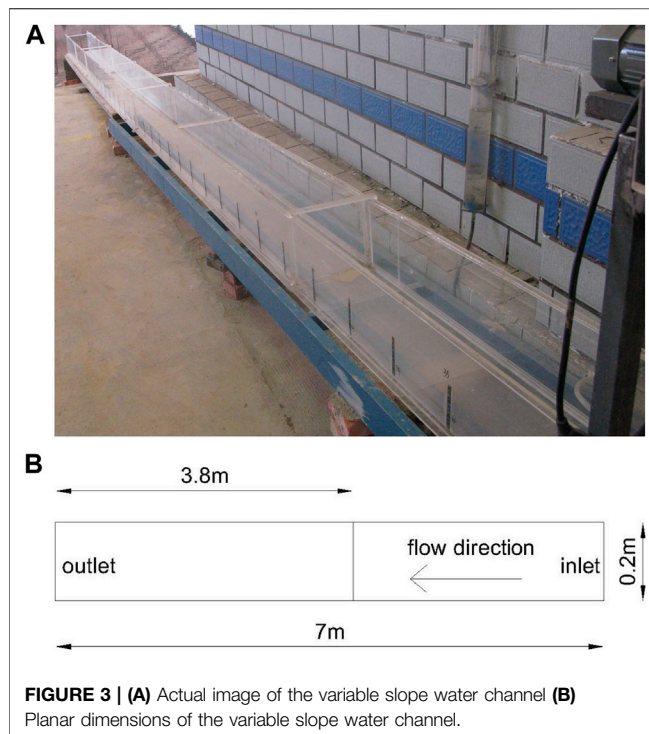 A
B
3.8m
outlet
flow direction
inlet
0.2m
7m
FIGURE 3 | (A) Actual image of the variable slope water channel (B)
Planar dimensions of the variable slope water channel.